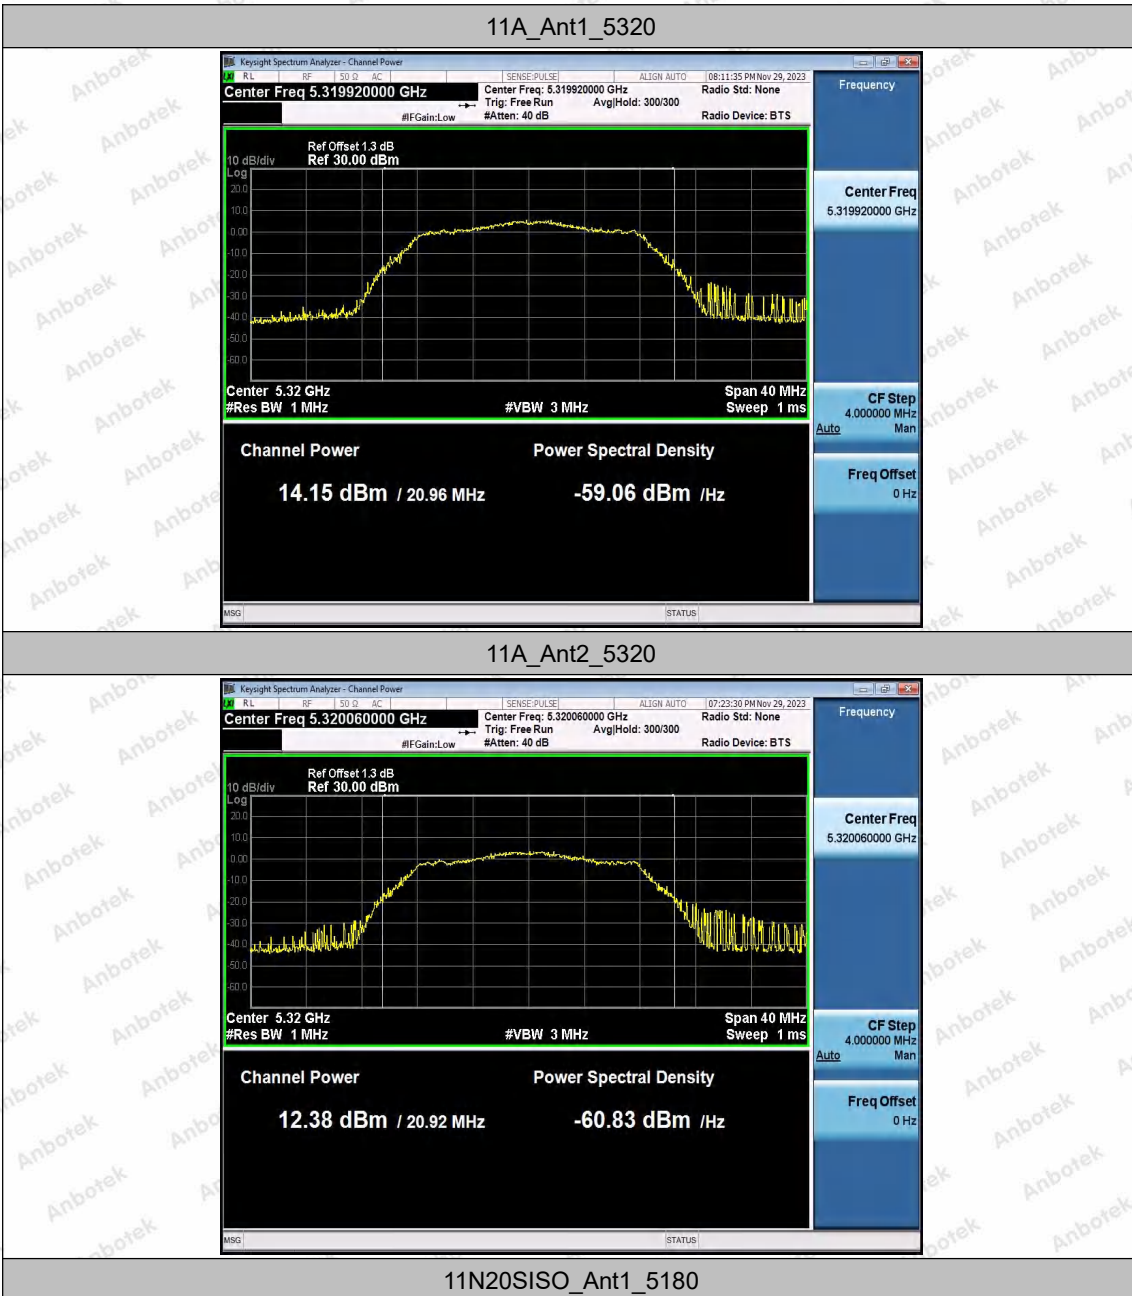 11A_Ant1_5320
Keysight Spectrum Analyzer - Channel Power
RL RF 50 Ω AC SENSE:PULSE ALIGN AUTO 08:11:35 PM Nov 29, 2023
Center Freq 5.319920000 GHz
Center Freq: 5.319920000 GHz Radio Std: None
Trig: Free Run Avg|Hold: 300/300
#IFGain:Low #Atten: 40 dB Radio Device: BTS
Ref Offset 1.3 dB
10 dB/div Ref 30.00 dBm
Log
20.0
10.0
0.00
-10.0
-20.0
-30.0
-40.0
-50.0
-60.0
Center 5.32 GHz Span 40 MHz
#Res BW 1 MHz #VBW 3 MHz Sweep 1 ms
Channel Power Power Spectral Density
14.15 dBm / 20.96 MHz -59.06 dBm /Hz
MSG STATUS
Frequency
Center Freq
5.319920000 GHz
CF Step
4.000000 MHz
Auto Man
Freq Offset
0 Hz
11A_Ant2_5320
Keysight Spectrum Analyzer - Channel Power
RL RF 50 Ω AC SENSE:PULSE ALIGN AUTO 07:23:30 PM Nov 29, 2023
Center Freq 5.320060000 GHz
Center Freq: 5.320060000 GHz Radio Std: None
Trig: Free Run Avg|Hold: 300/300
#IFGain:Low #Atten: 40 dB Radio Device: BTS
Ref Offset 1.3 dB
10 dB/div Ref 30.00 dBm
Log
20.0
10.0
0.00
-10.0
-20.0
-30.0
-40.0
-50.0
-60.0
Center 5.32 GHz Span 40 MHz
#Res BW 1 MHz #VBW 3 MHz Sweep 1 ms
Channel Power Power Spectral Density
12.38 dBm / 20.92 MHz -60.83 dBm /Hz
MSG STATUS
Frequency
Center Freq
5.320060000 GHz
CF Step
4.000000 MHz
Auto Man
Freq Offset
0 Hz
11N20SISO_Ant1_5180